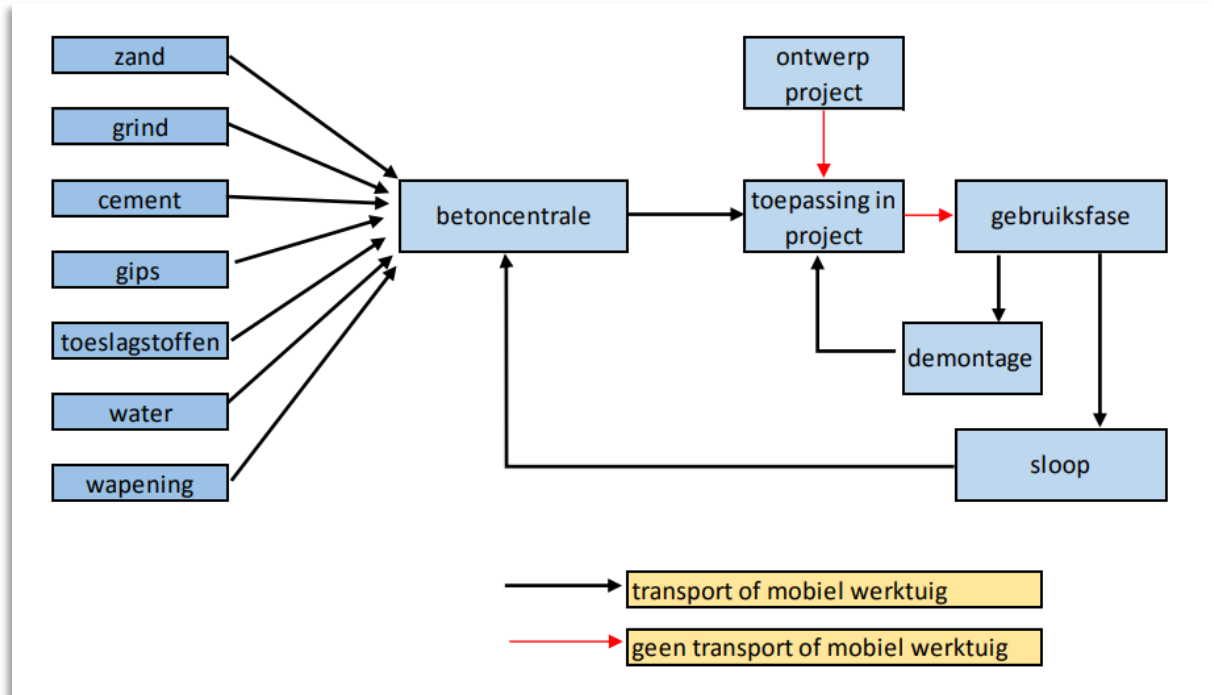 zand
grind
cement
gips
toeslagstoffen
water
wapening
betoncentrale
ontwerp
project
toepassing in
project
gebruiksfase
demontage
sloop
transport of mobiel werktuig
geen transport of mobiel werktuig